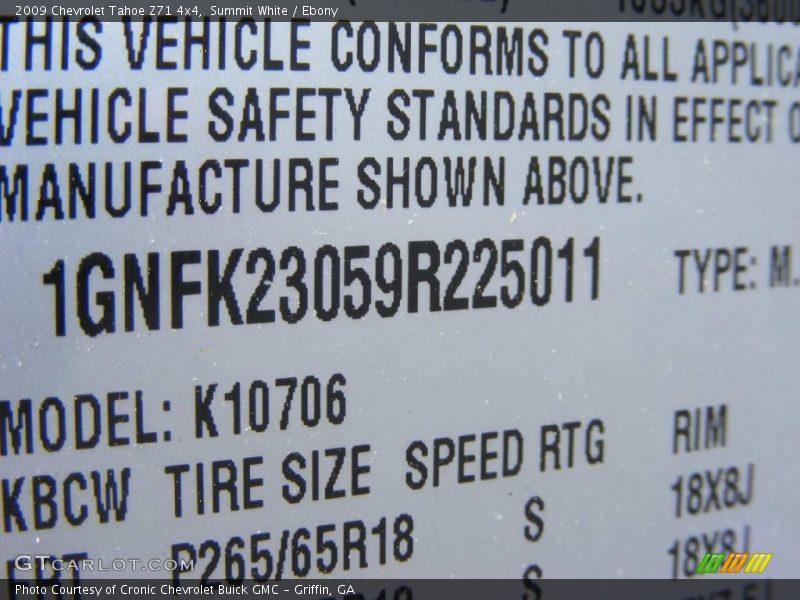 2009 Chevrolet Tahoe Z71 4x4, Summit White / Ebony
THIS VEHICLE CONFORMS TO ALL
VEHICLE SAFETY STANDARDS IN EFFECT
MANUFACTURE SHOWN ABOVE.
1GNFK23059R225011 TYPE: M.
MODEL: K10706
KBCW TIRE SIZE SPEED RTG RIM
P265/65R18 S 18X8J
FRT S 18X8J
GTCARLOT.COM
Photo Courtesy of Cronic Chevrolet Buick GMC - Griffin, GA